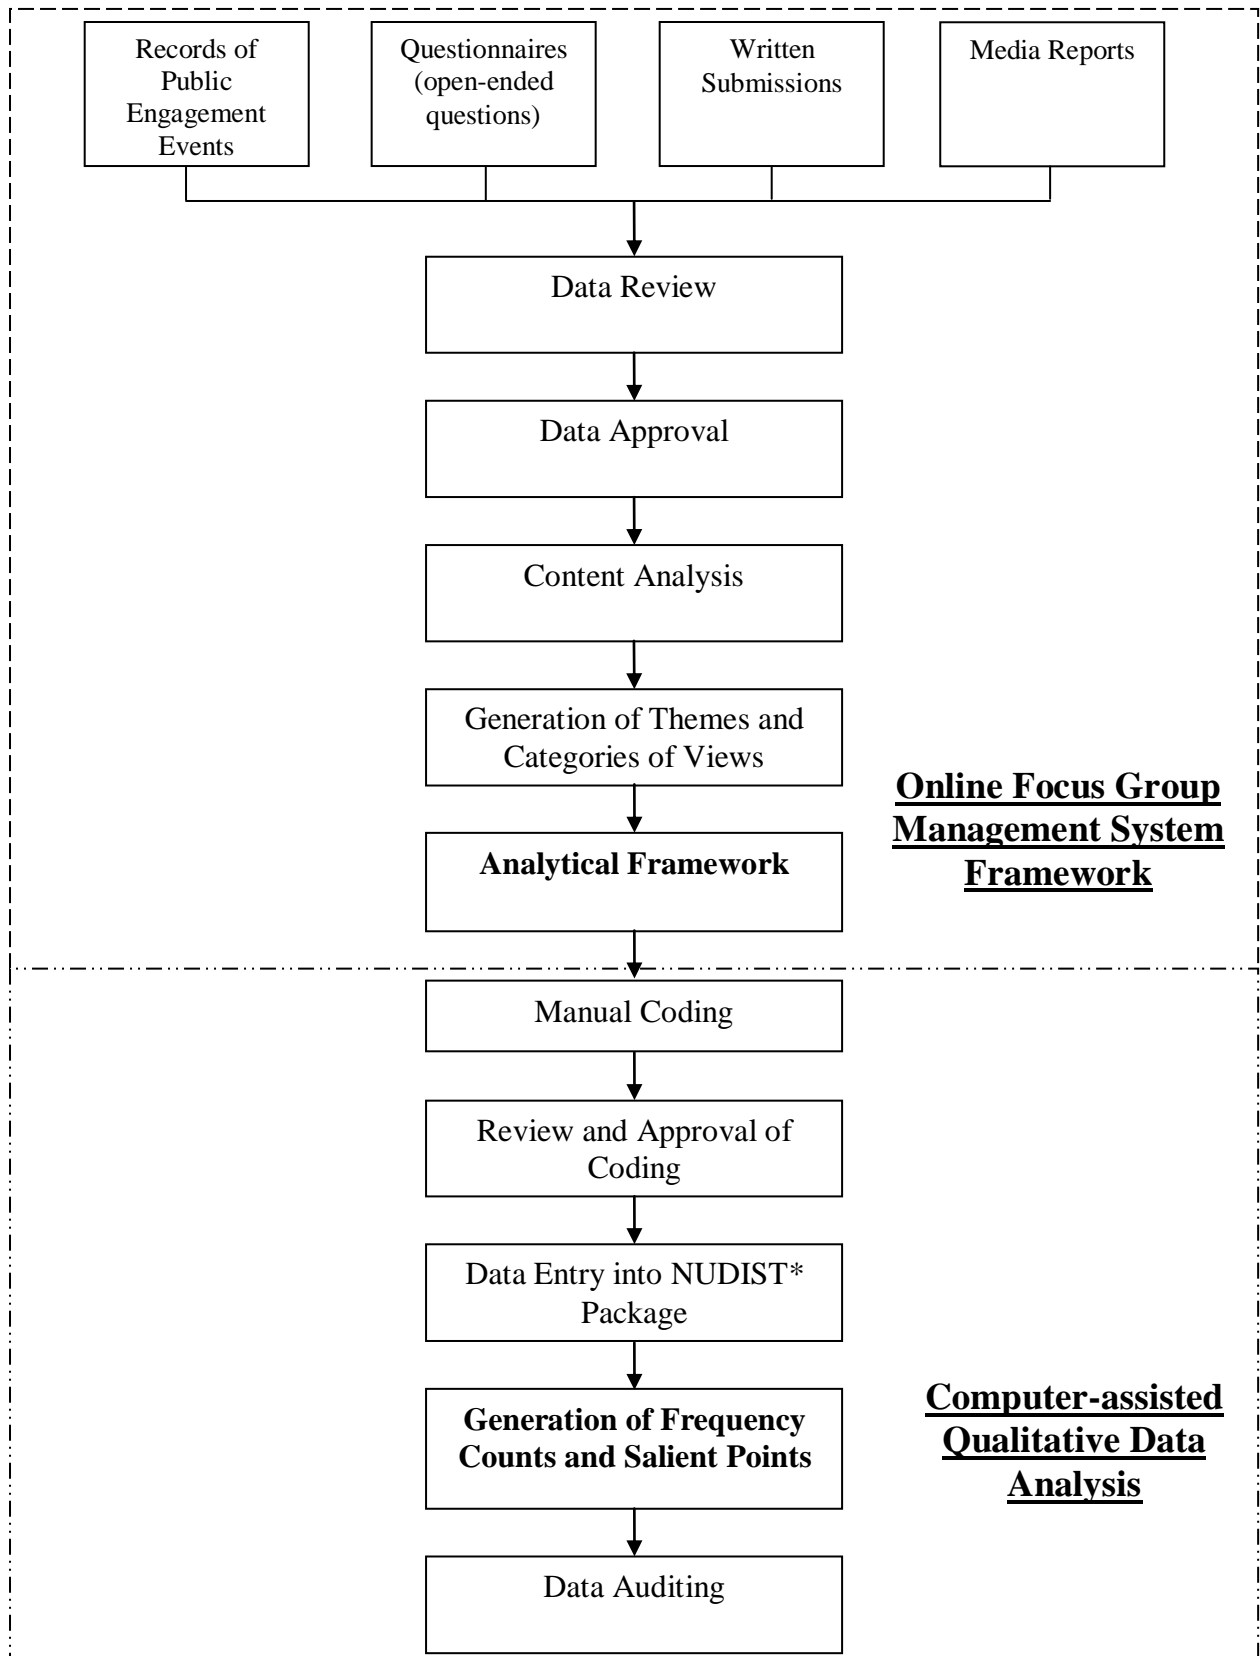 Records of
Public
Engagement
Events
Questionnaires
(open-ended
questions)
Written
Submissions
Media Reports
Data Review
Data Approval
Content Analysis
Generation of Themes and
Categories of Views
Analytical Framework
Online Focus Group
Management System
Framework
Manual Coding
Review and Approval of
Coding
Data Entry into NUDIST*
Package
Generation of Frequency
Counts and Salient Points
Computer-assisted
Qualitative Data
Analysis
Data Auditing